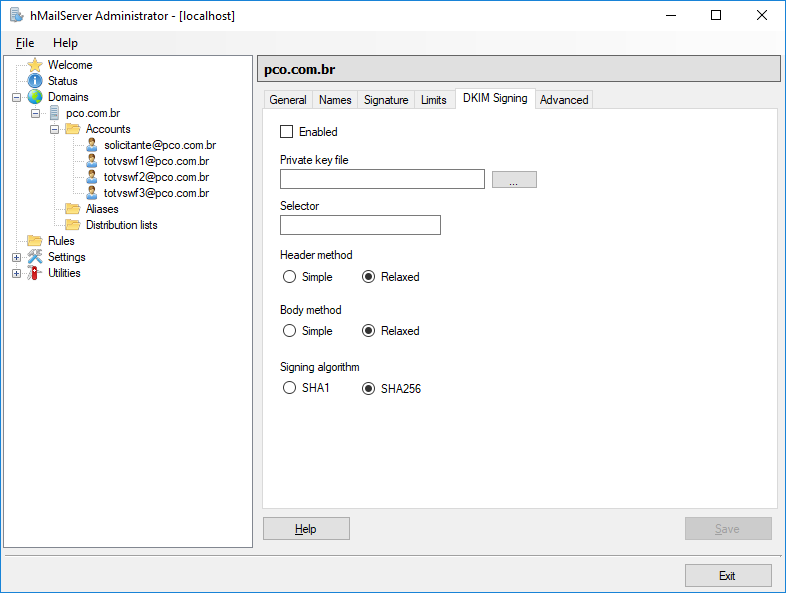 hMailServer Administrator - [localhost]
File Help
Welcome
Status
Domains
pco.com.br
Accounts
solicitante@pco.com.br
totvswf1@pco.com.br
totvswf2@pco.com.br
totvswf3@pco.com.br
Aliases
Distribution lists
Rules
Settings
Utilities
pco.com.br
General Names Signature Limits DKIM Signing Advanced
Enabled
Private key file
...
Selector
Header method
Simple Relaxed
Body method
Simple Relaxed
Signing algorithm
SHA1 SHA256
Help Save
Exit